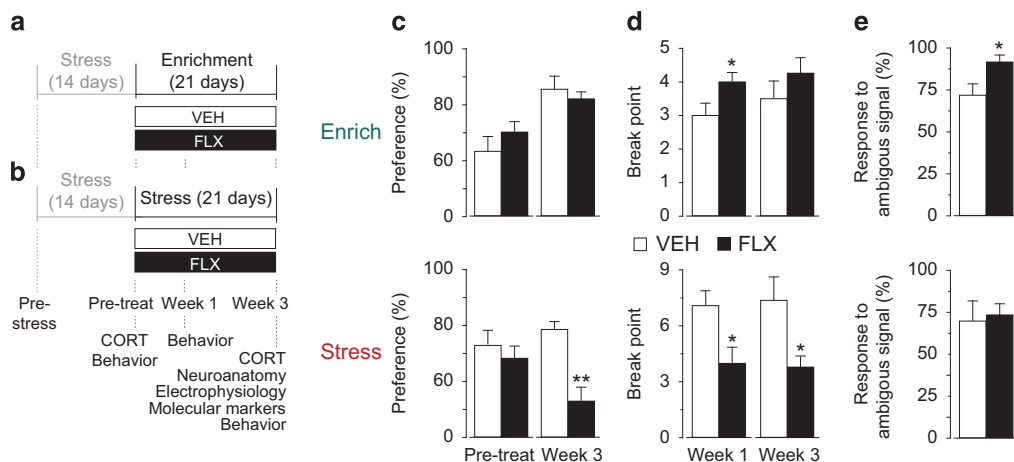 a
Stress
(14 days)
Enrichment
(21 days)
VEH
FLX
b
Stress
(14 days)
Stress (21 days)
VEH
FLX
Pre-
stress
Pre-treat
Week 1
Week 3
CORT
Behavior
Behavior
CORT
Neuroanatomy
Electrophysiology
Molecular markers
Behavior
Enrich
Stress
c
Preference (%)
100
80
60
Preference (%)
100
80
60
Pre-treat
Week 3
**
d
Break point
5
4
3
2
1
0
*
VEH
FLX
Break point
9
6
3
0
*
*
Week 1
Week 3
e
Response to
ambigous signal (%)
100
75
50
25
0
*
Response to
ambigous signal (%)
100
75
50
25
0